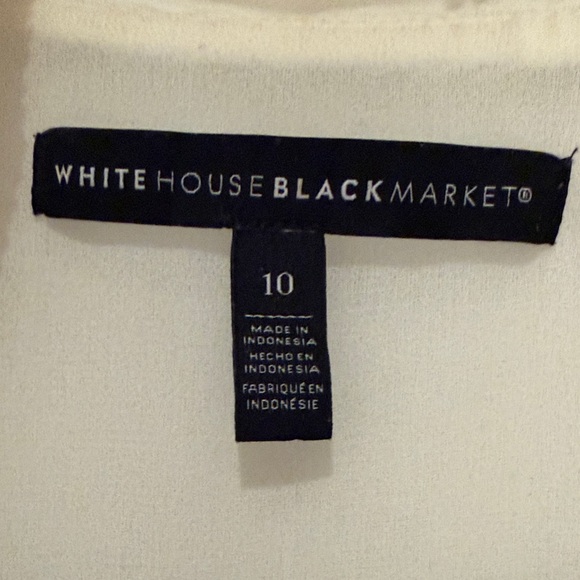 WHITE HOUSE BLACK MARKET®
10
MADE IN
INDONESIA
HECHO EN
INDONESIA
FABRIQUÉ EN
INDONÉSIE